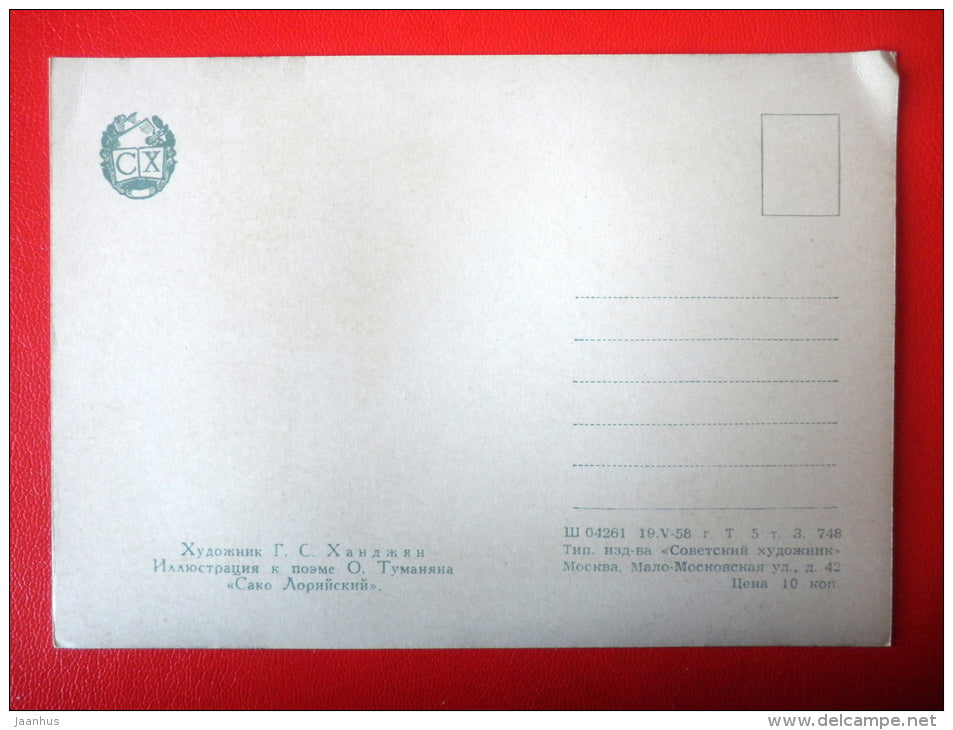 СХ
Художник Г. С. Ханджян
Иллюстрация к поэме О. Туманяна
«Сако Лорийский».
Ш 04261 19.V-58 г. Т. 5 т. З. 748
Тип. изд-ва «Советский художник»
Москва, Мало-Московская ул., д. 42
Цена 10 коп.
Jaanhus
www.delcampe.net